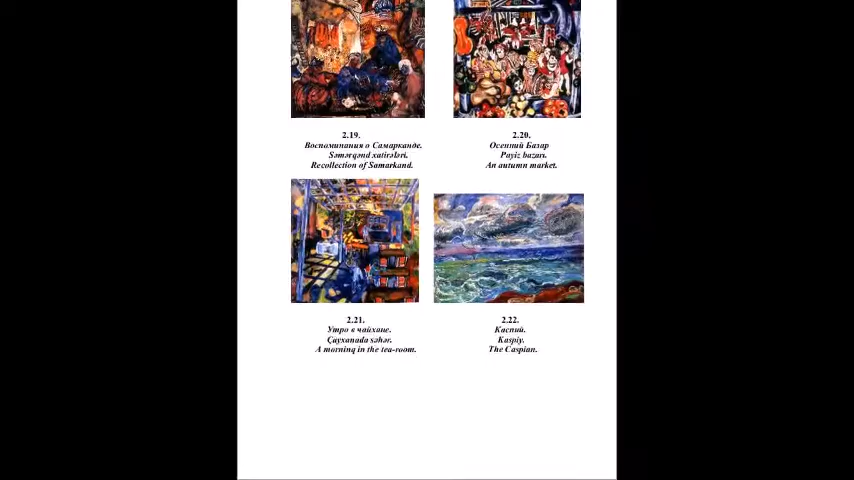 2.19.
Воспоминания о Самарканде.
Səmərqənd xatirələri.
Recollection of Samarkand.
2.20.
Осенний Базар
Payız bazarı.
An autumn market.
2.21.
Утро в чайхане.
Çayxanada səhər.
A morning in the tea-room.
2.22.
Каспий.
Kaspiy.
The Caspian.